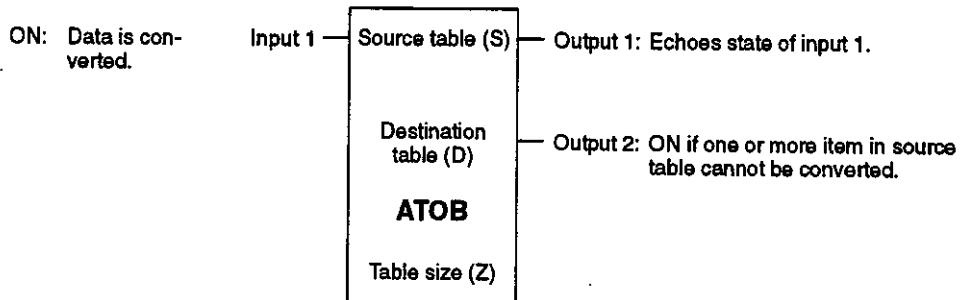 ON: Data is con-
verted.
Input 1
Source table (S)
Output 1: Echoes state of input 1.
Destination
table (D)
Output 2: ON if one or more item in source
table cannot be converted.
ATOB
Table size (Z)